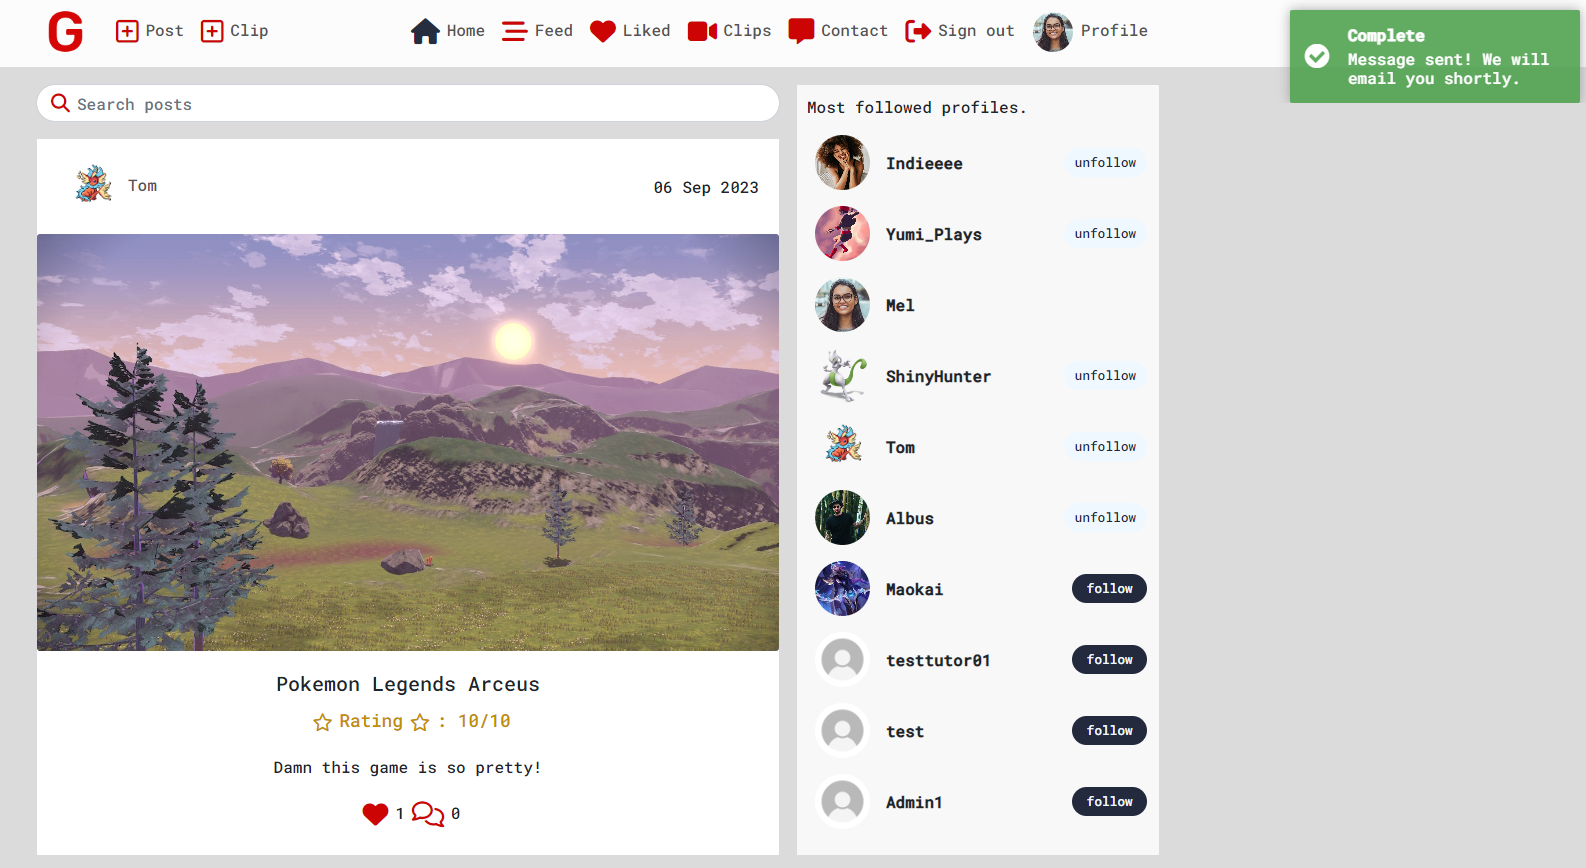 G
Post
Clip
Home
Feed
Liked
Clips
Contact
Sign out
Profile
Complete
Message sent! We will
email you shortly.
Search posts
Tom
06 Sep 2023
Pokemon Legends Arceus
Rating : 10/10
Damn this game is so pretty!
1
0
Most followed profiles.
Indieeee
unfollow
Yumi_Plays
unfollow
Mel
ShinyHunter
unfollow
Tom
unfollow
Albus
unfollow
Maokai
follow
testtutor01
follow
test
follow
Admin1
follow